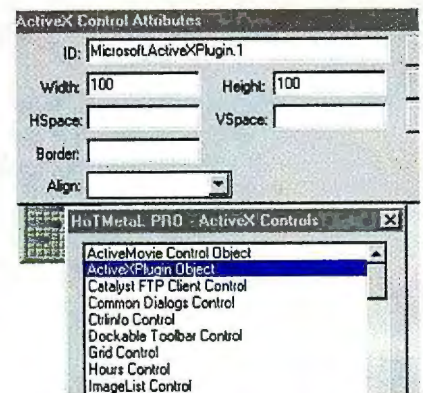 ActiveX Control Attributes
ID: Microsoft.ActiveXPlugin.1
Width: 100 Height: 100
HSpace: VSpace:
Border:
Align:
HoTMetaL PRO - ActiveX Controls
ActiveMovie Control Object
ActiveXPlugin Object
Catalyst FTP Client Control
Common Dialogs Control
CtrlInfo Control
Dockable Toolbar Control
Grid Control
Hours Control
ImageList Control